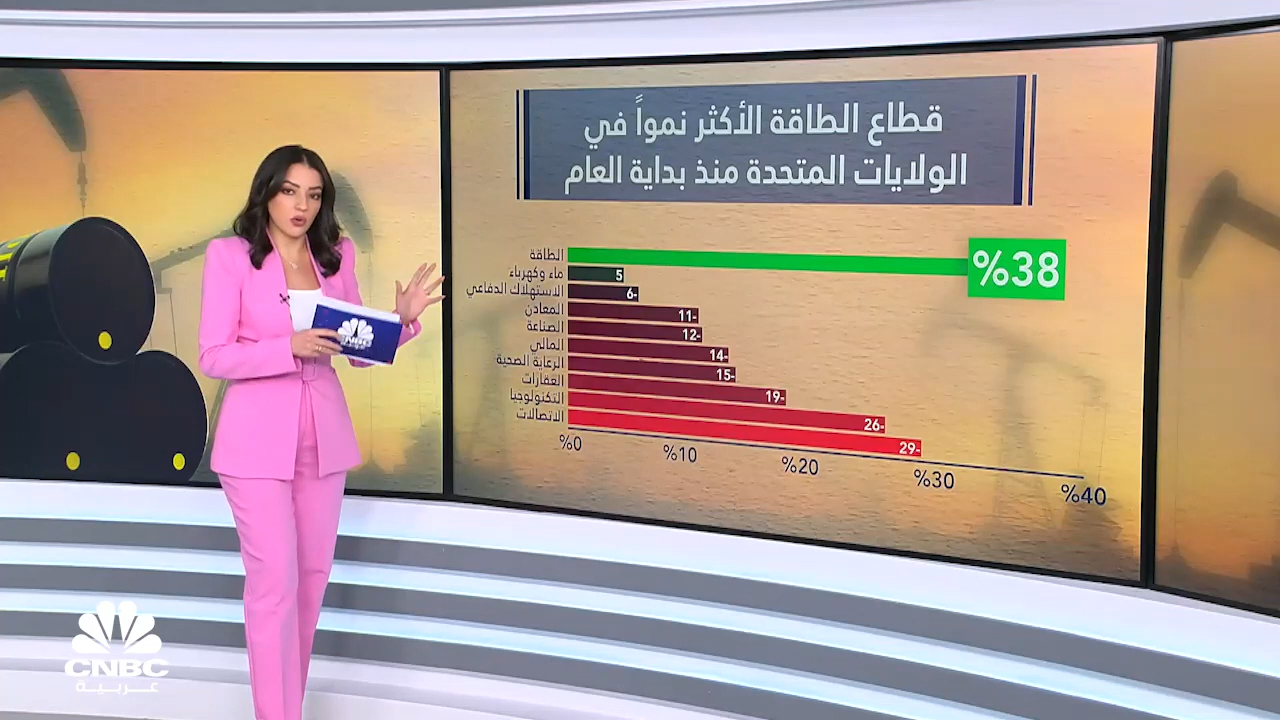 قطاع الطاقة الأكثر نمواً في
الولايات المتحدة منذ بداية العام
الطاقة %38
ماء وكهرباء 5
الاستهلاك الدفاعي 6-
المعادن 11-
الصناعة 12-
المالي 14-
الرعاية الصحية 15-
العقارات 19-
التكنولوجيا 26-
الاتصالات 29-
%0 %10 %20 %30 %40
CNBC
CNBC
عربية